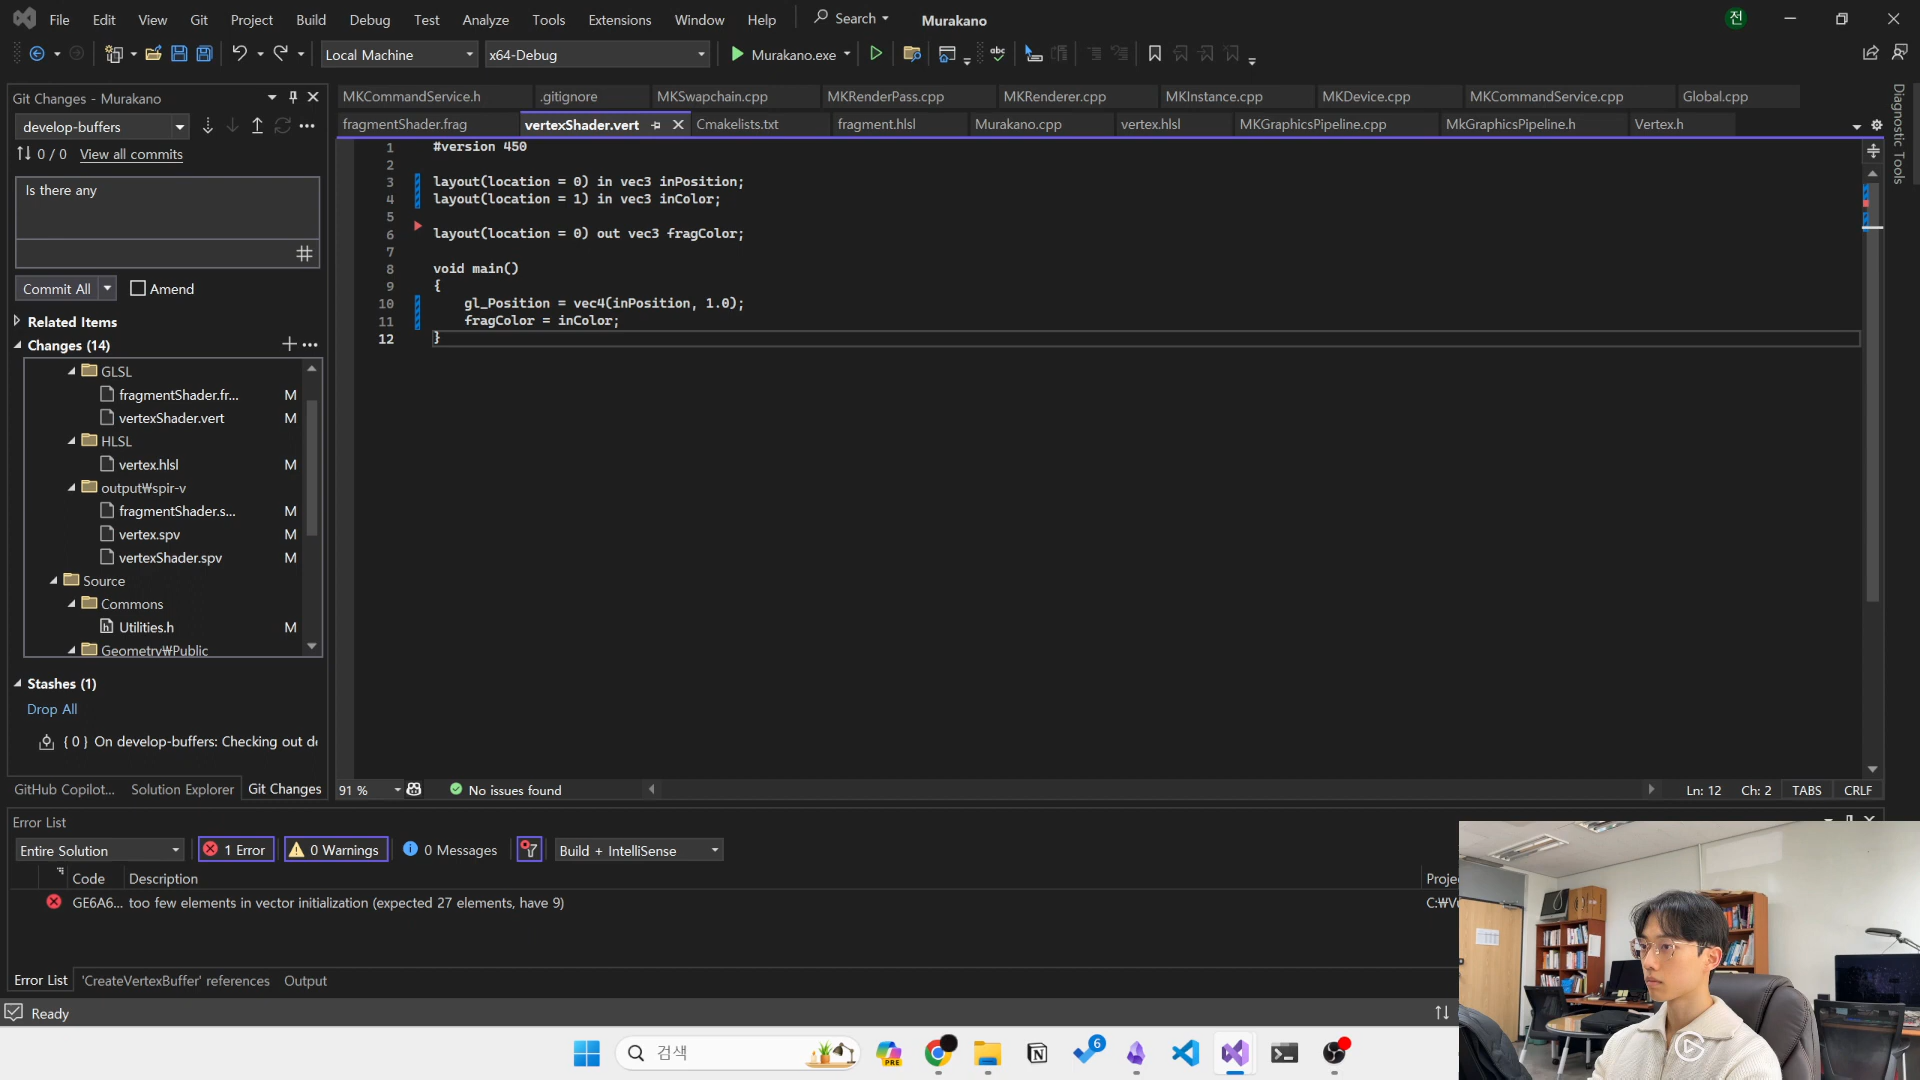 File Edit View Git Project Build Debug Test Analyze Tools Extensions Window Help Search Murakano 전
Local Machine x64-Debug Murakano.exe
Git Changes - Murakano
MKCommandService.h .gitignore MKSwapchain.cpp MKRenderPass.cpp MKRenderer.cpp MKInstance.cpp MKDevice.cpp MKCommandService.cpp Global.cpp
fragmentShader.frag vertexShader.vert Cmakelists.txt fragment.hlsl Murakano.cpp vertex.hlsl MKGraphicsPipeline.cpp MkGraphicsPipeline.h Vertex.h
Diagnostic Tools
develop-buffers
0 / 0 View all commits
Is there any
Commit All Amend
Related Items
Changes (14)
GLSL
fragmentShader.fr... M
vertexShader.vert M
HLSL
vertex.hlsl M
output₩spir-v
fragmentShader.s... M
vertex.spv M
vertexShader.spv M
Source
Commons
Utilities.h M
Geometry₩Public
Stashes (1)
Drop All
{ 0 } On develop-buffers: Checking out de
GitHub Copilot... Solution Explorer Git Changes
1 #version 450
2
3 layout(location = 0) in vec3 inPosition;
4 layout(location = 1) in vec3 inColor;
5
6 layout(location = 0) out vec3 fragColor;
7
8 void main()
9 {
10 gl_Position = vec4(inPosition, 1.0);
11 fragColor = inColor;
12 }
91 % No issues found Ln: 12 Ch: 2 TABS CRLF
Error List
Entire Solution 1 Error 0 Warnings 0 Messages Build + IntelliSense
Code Description Projec
GE6A6... too few elements in vector initialization (expected 27 elements, have 9) C:₩Vu
Error List 'CreateVertexBuffer' references Output
Ready
검색 PRE 6